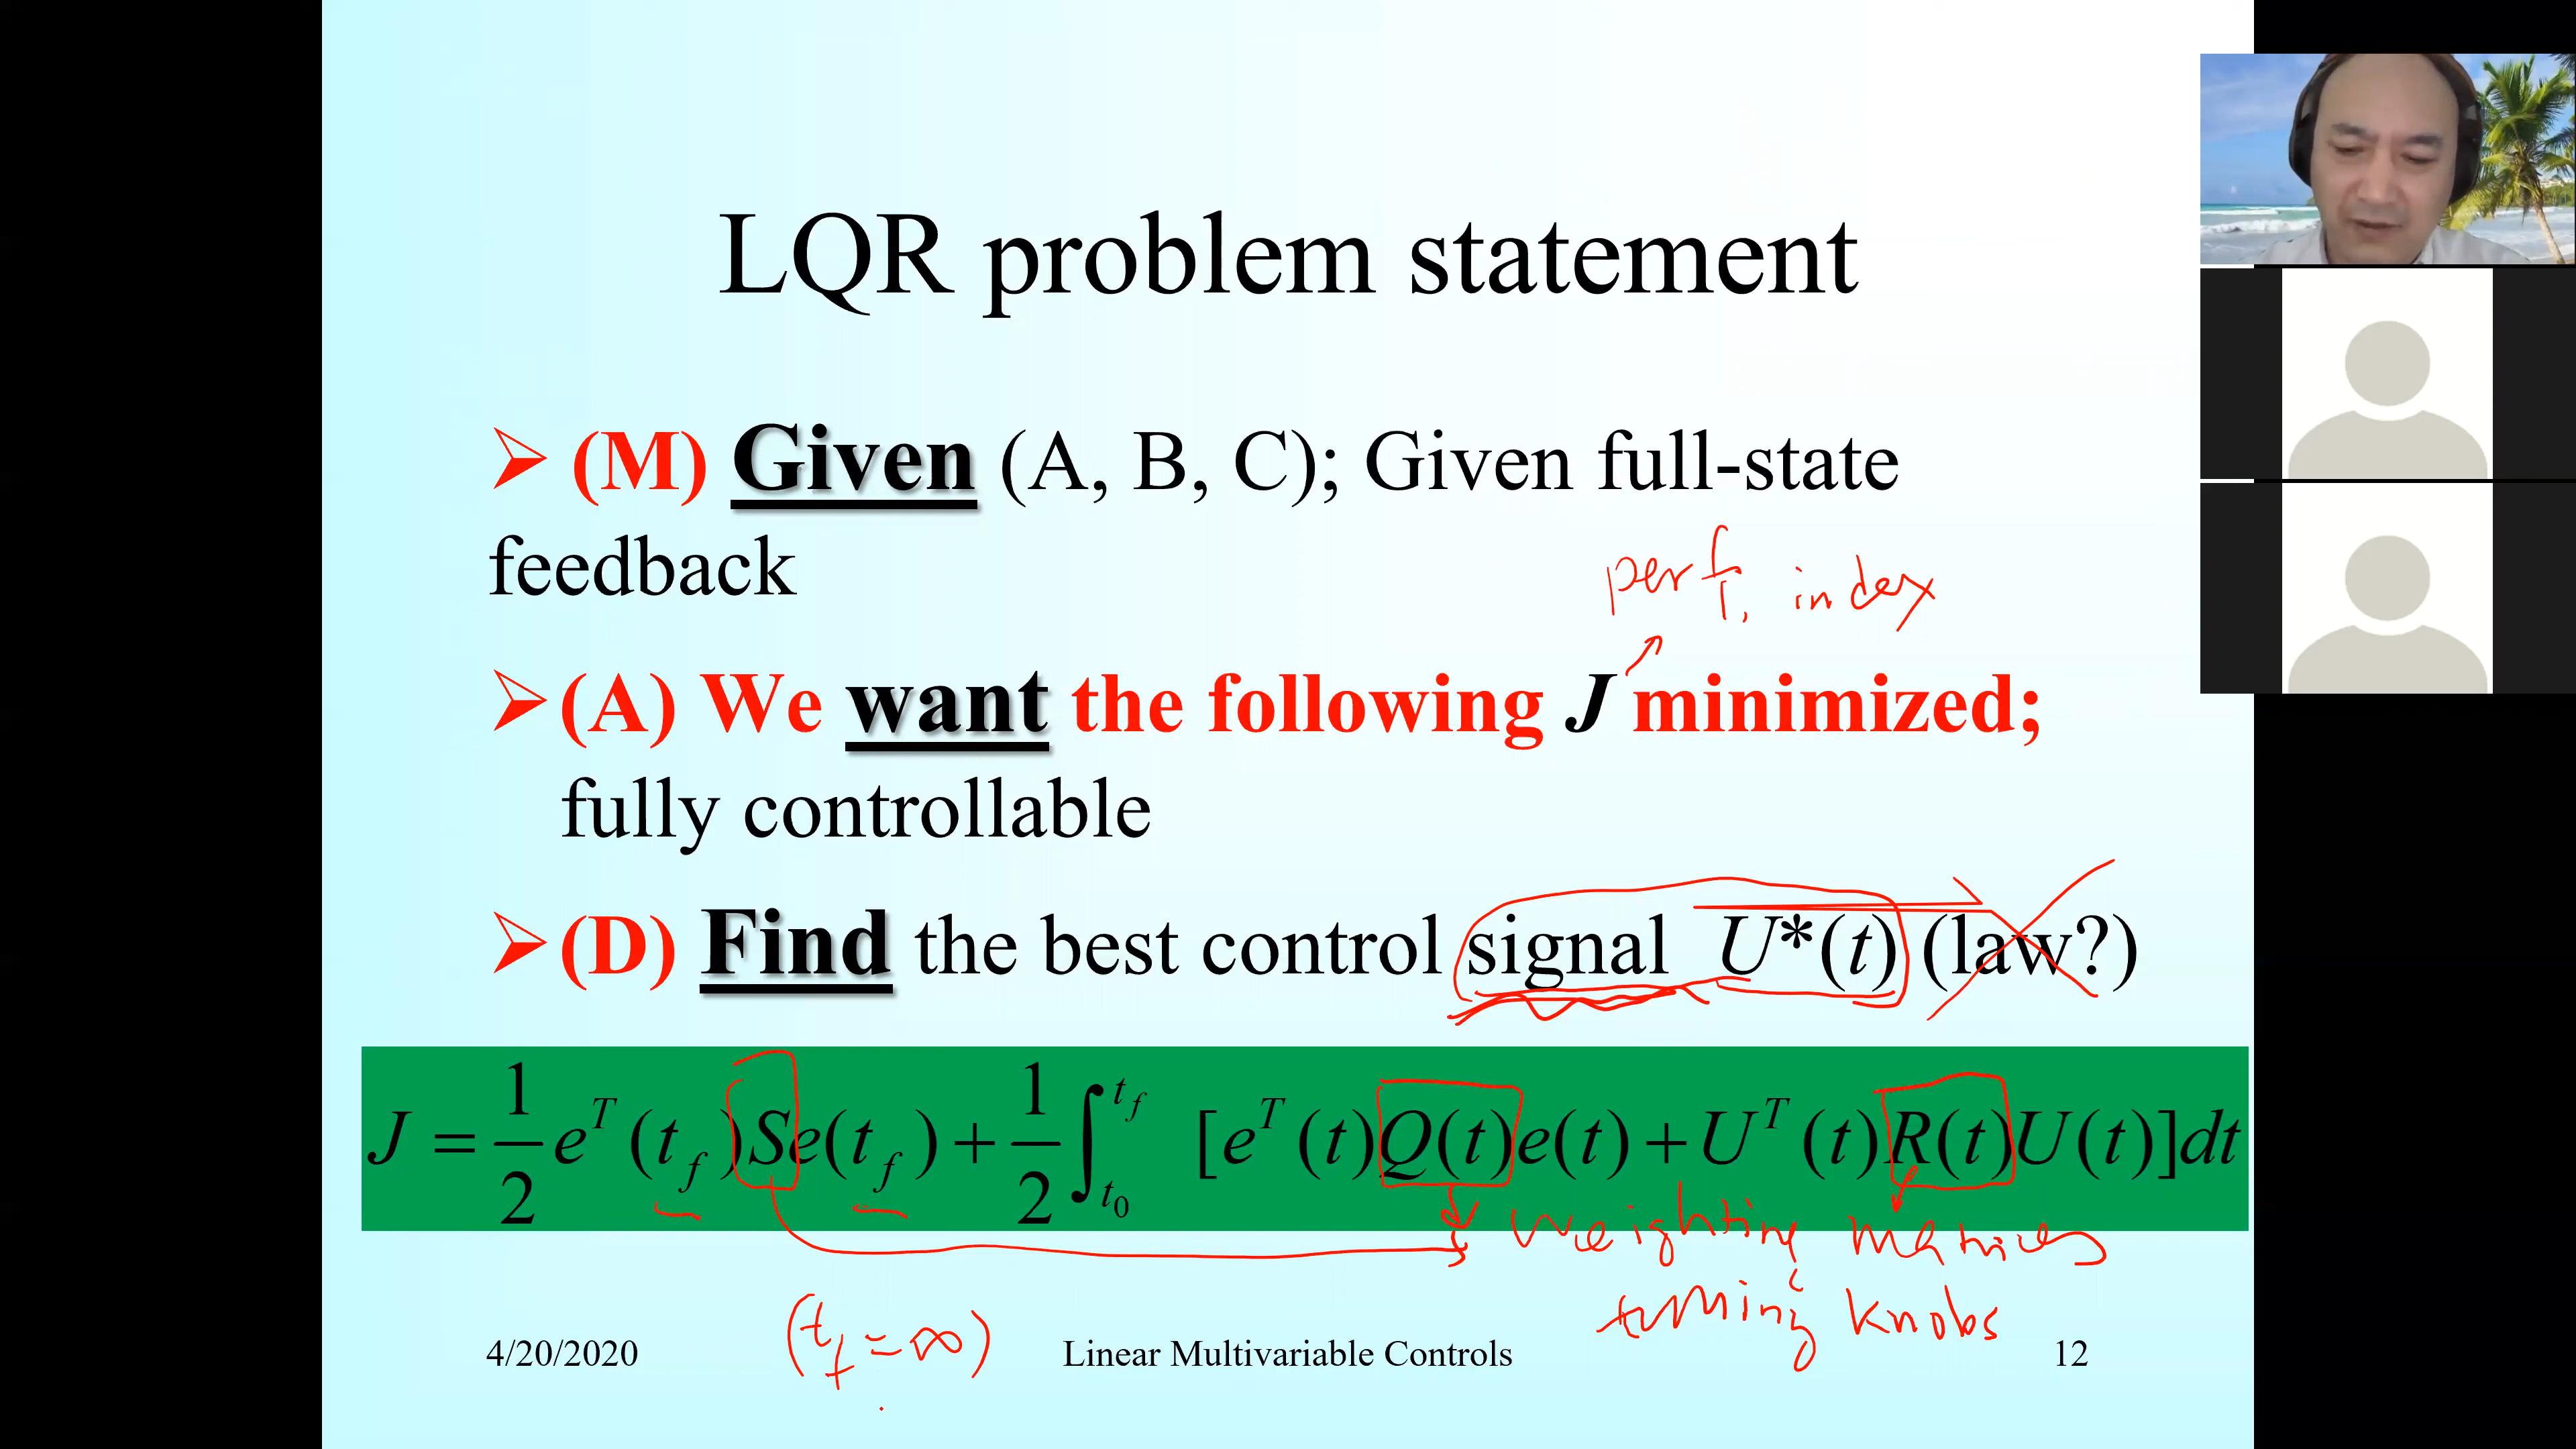 LQR problem statement
(M) Given (A, B, C); Given full-state
feedback
perf. index
(A) We want the following J minimized;
fully controllable
(D) Find the best control signal U*(t) (law?)
J = 1/2 e^T(t_f)Se(t_f) + 1/2 ∫_{t_0}^{t_f} [e^T(t)Q(t)e(t) + U^T(t)R(t)U(t)]dt
weighting matrices
tunning knobs
(t_f = ∞)
4/20/2020 Linear Multivariable Controls 12